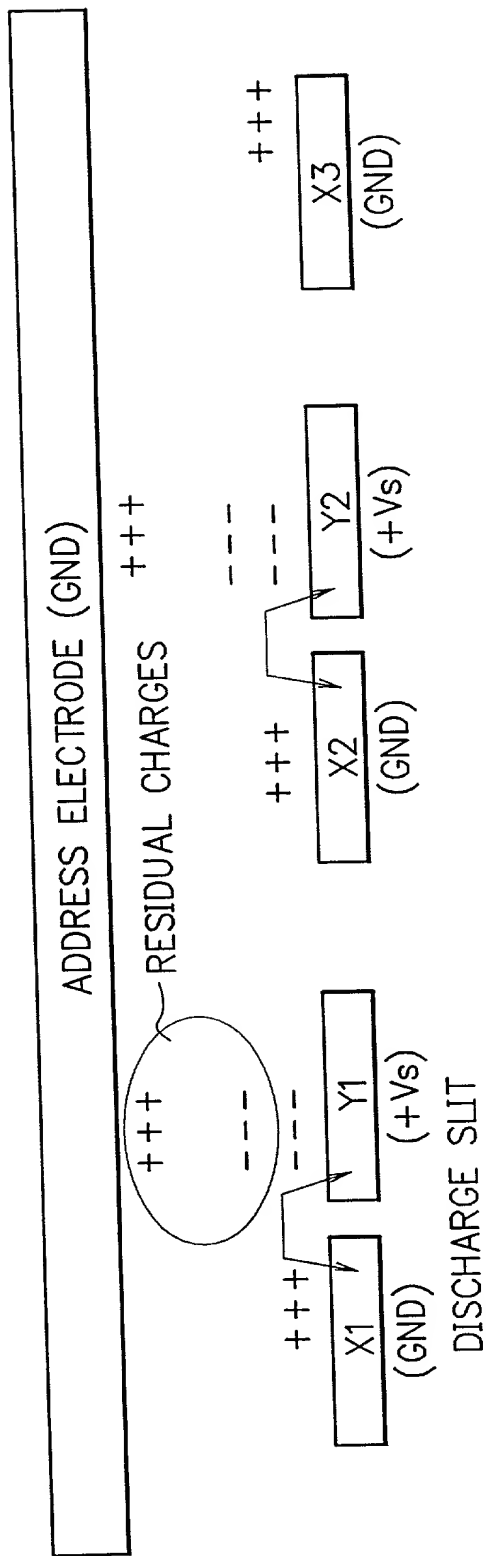 ADDRESS ELECTRODE (GND)
+++ RESIDUAL CHARGES +++
--- ---
+++ --- +++ --- +++
X1 Y1 X2 Y2 X3
(GND) (+Vs) (GND) (+Vs) (GND)
DISCHARGE SLIT